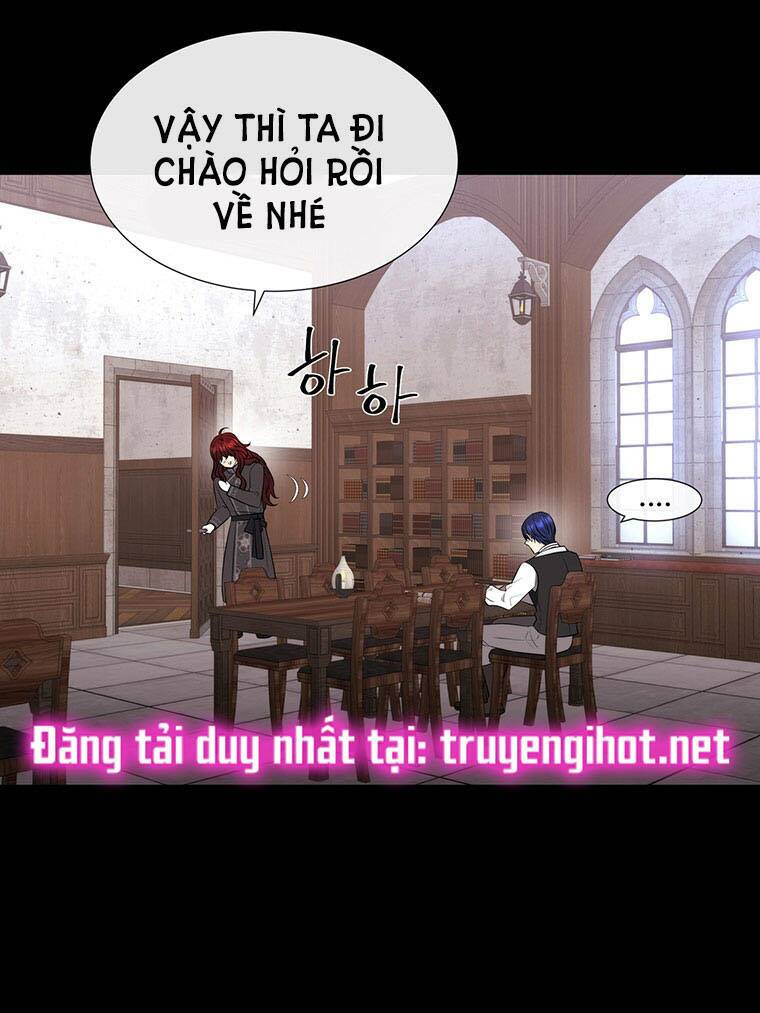 VẬY THÌ TA ĐI
CHÀO HỎI RỒI
VỀ NHÉ
하 하
....
Đăng tải duy nhất tại: truyengihot.net